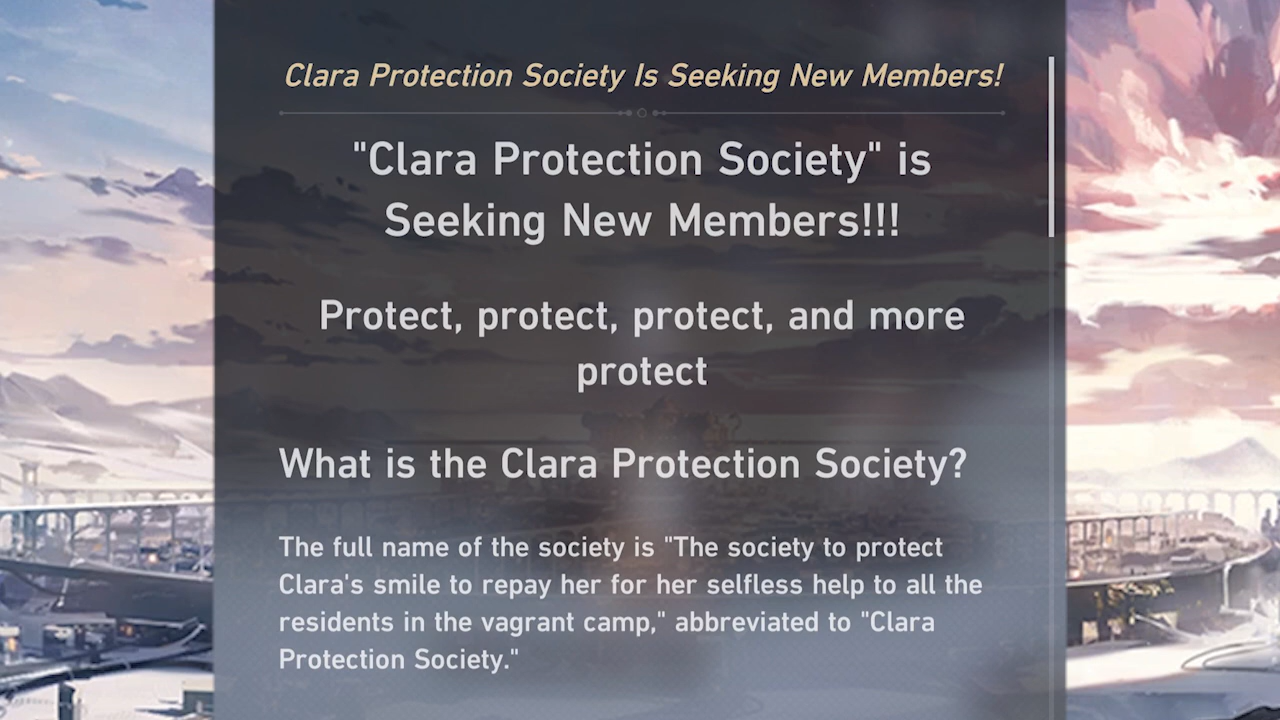 Clara Protection Society Is Seeking New Members!
"Clara Protection Society" is
Seeking New Members!!!
Protect, protect, protect, and more
protect
What is the Clara Protection Society?
The full name of the society is "The society to protect
Clara's smile to repay her for her selfless help to all the
residents in the vagrant camp," abbreviated to "Clara
Protection Society."